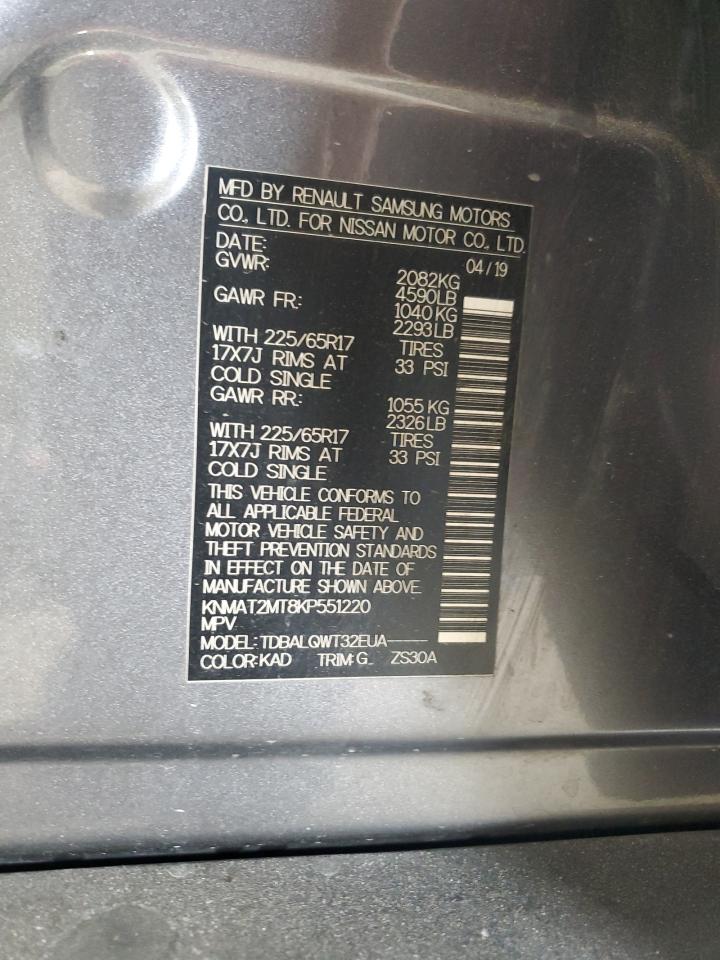 MFD BY RENAULT SAMSUNG MOTORS
CO., LTD. FOR NISSAN MOTOR CO., LTD.
DATE: 04/19
GVWR: 2082KG
4590LB
GAWR FR: 1040KG
2293LB
WITH 225/65R17 TIRES
17X7J RIMS AT 33 PSI
COLD SINGLE
GAWR RR: 1055KG
2326LB
WITH 225/65R17 TIRES
17X7J RIMS AT 33 PSI
COLD SINGLE
THIS VEHICLE CONFORMS TO
ALL APPLICABLE FEDERAL
MOTOR VEHICLE SAFETY AND
THEFT PREVENTION STANDARDS
IN EFFECT ON THE DATE OF
MANUFACTURE SHOWN ABOVE.
KNMAT2MT8KP551220
MPV
MODEL: TDBALQWT32EUA-----
COLOR: KAD TRIM: G ZS30A